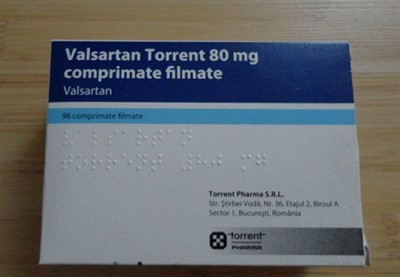 Valsartan Torrent 80 mg
comprimate filmate
Valsartan
98 comprimate filmate
Torrent Pharma S.R.L.
Str. Știrbei Vodă, Nr. 36, Etajul 2, Biroul A
Sector 1, București, România
torrent
PHARMA